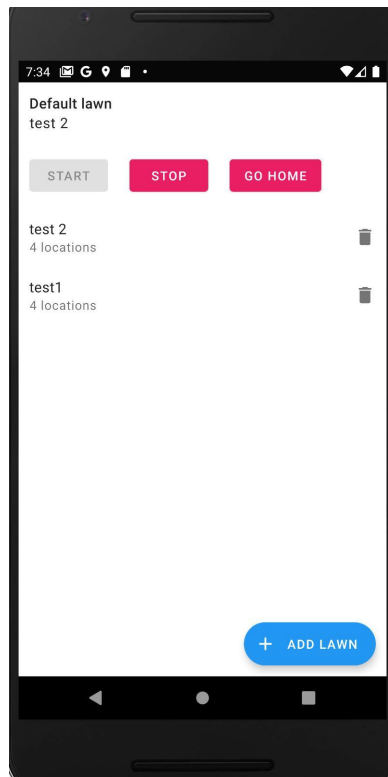 7:34
Default lawn
test 2
START STOP GO HOME
test 2
4 locations
test1
4 locations
+ ADD LAWN